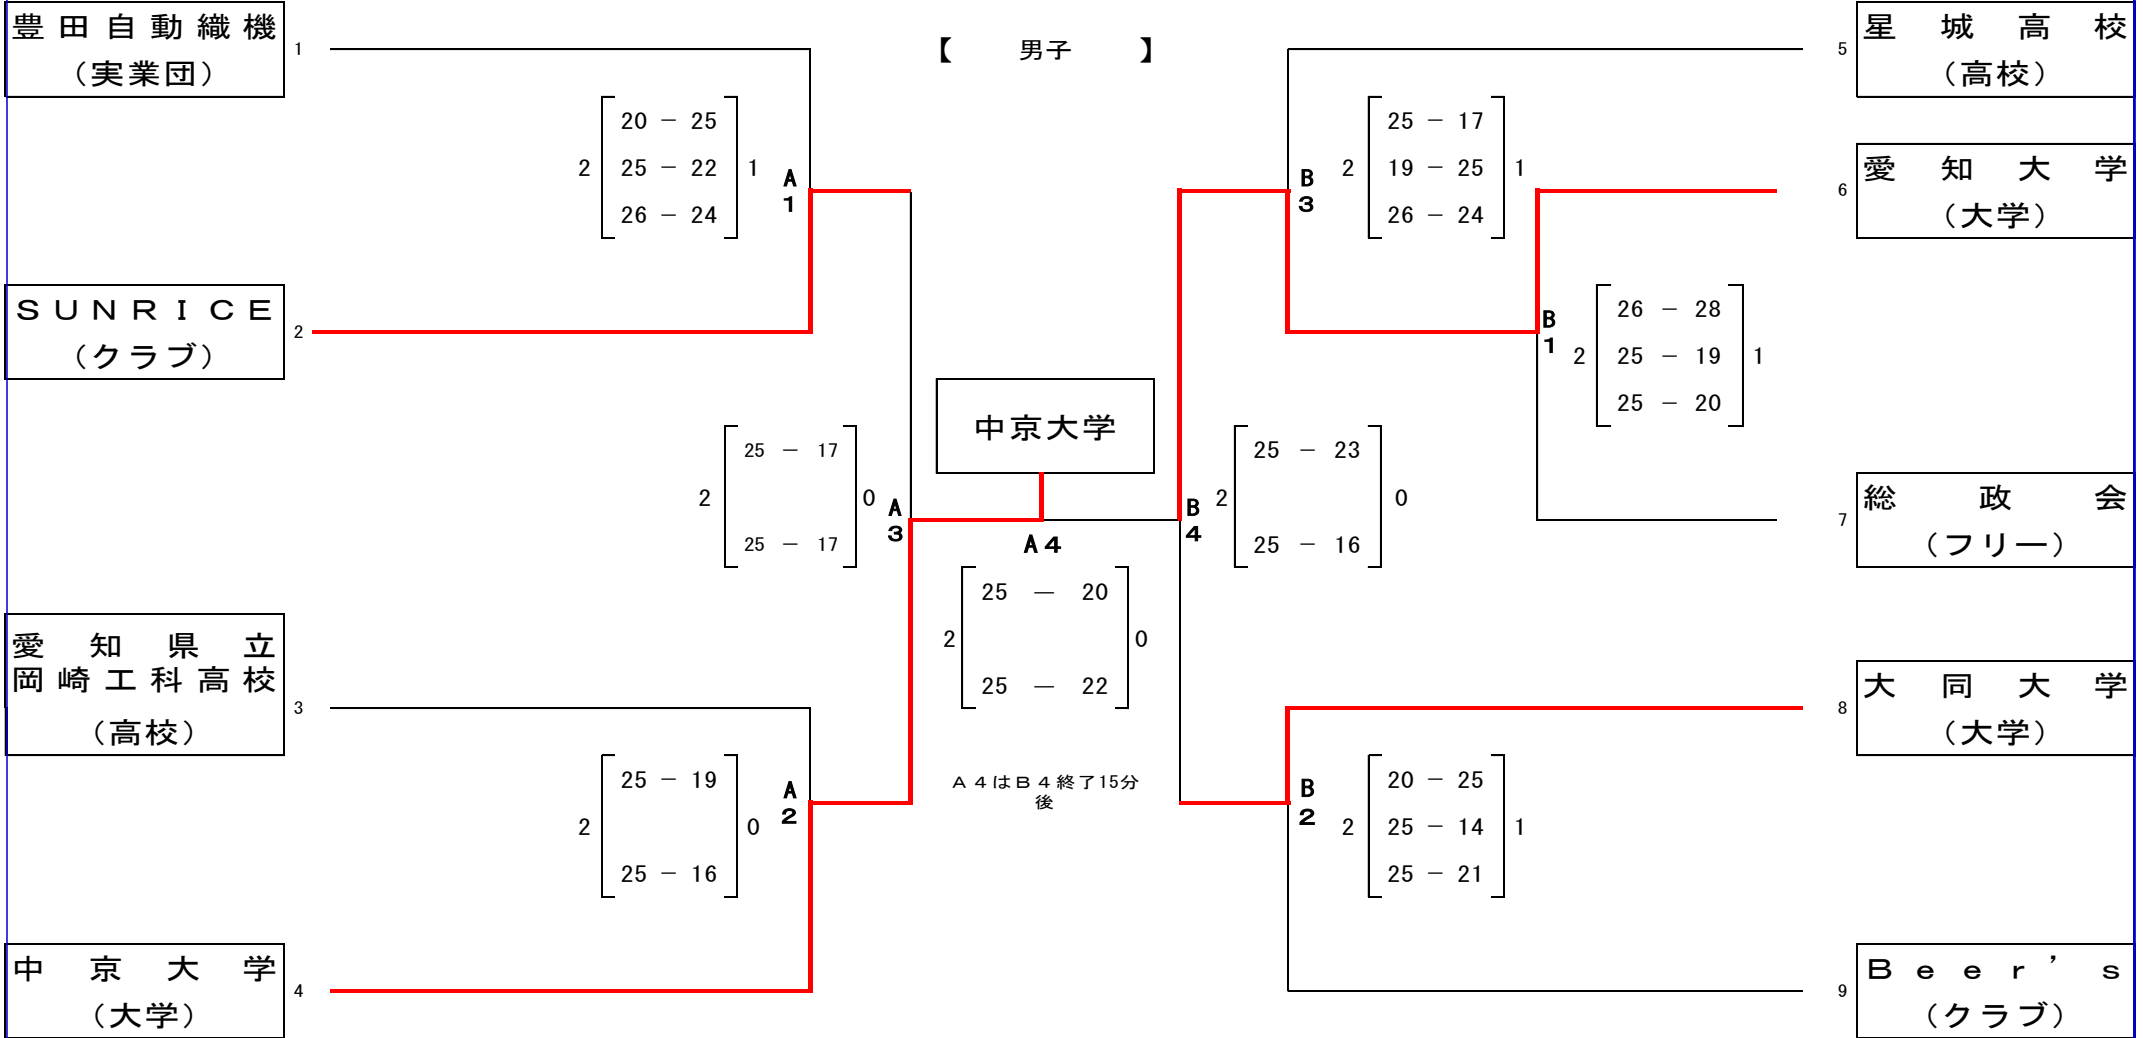 【 男子 】
豊田自動織機
（実業団）
1
2 [ 20 － 25 ] 1
25 － 22
26 － 24
A1
SUNRICE
（クラブ）
2
2 [ 25 － 17 ] 0
25 － 17
A3
愛知県立
岡崎工科高校
（高校）
3
2 [ 25 － 19 ] 0
25 － 16
A2
中京大学
（大学）
4
中京大学
A4
2 [ 25 － 20 ] 0
25 － 22
A4はB4終了15分
後
星城高校
（高校）
5
2 [ 25 － 17 ] 1
19 － 25
26 － 24
B3
愛知大学
（大学）
6
2 [ 26 － 28 ] 1
25 － 19
25 － 20
B1
総政会
（フリー）
7
2 [ 25 － 23 ] 0
25 － 16
B4
大同大学
（大学）
8
2 [ 20 － 25 ] 1
25 － 14
25 － 21
B2
Beer’s
（クラブ）
9